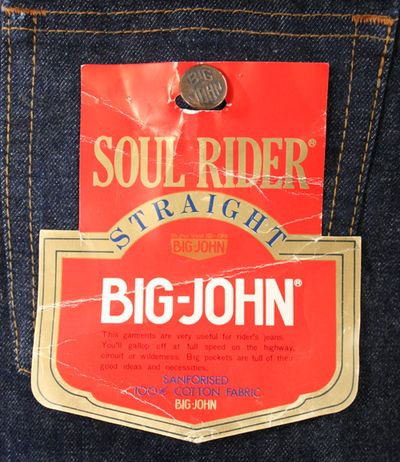 BIG
JOHN
SOUL RIDER®
STRAIGHT
BIG-JOHN
BIG-JOHN®
This garments are very useful for rider's jeans.
You'll gallop off at full speed on the highway,
circuit or wilderness. Big pockets are full of their
good ideas and necessities.
SANFORISED
100% COTTON FABRIC
BIG JOHN